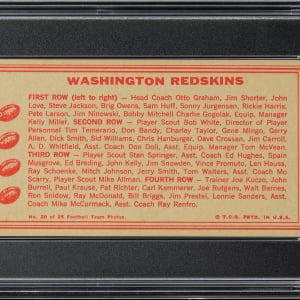 WASHINGTON REDSKINS
FIRST ROW (left to right) — Head Coach Otto Graham, Jim Shorter, John
Love, Steve Jackson, Brig Owens, Sam Huff, Sonny Jurgensen, Rickie Harris,
Pete Larson, Jim Ninowski, Bobby Mitchell Charlie Gogolak, Equip. Manager
Kelly Miller. SECOND ROW — Player Scout Bob White, Director of Player
Personnel Tim Temerario, Don Bandy, Charley Taylor, Gene Mingo, Gerry
Allen, Dick Smith, Sid Williams, Chris Hanburger, Dave Crossan, Jim Carroll,
A. D. Whitfield, Asst. Coach Don Doll, Asst. Equip. Manager Tom McVean.
THIRD ROW — Player Scout Stan Springer, Asst. Coach Ed Hughes, Spain
Musgrove, Ed Breding, John Kelly, Jim Snowden, Vince Promuto, Len Hauss,
Ray Schoenke, Mitch Johnson, Jerry Smith, Tom Walters, Asst. Coach Mo
Scarry, Player Scout Mike Allman. FOURTH ROW — Trainer Joe Kuczo, John
Burrell, Paul Krause, Pat Richter, Carl Kammerer, Joe Rutgens, Walt Barnes,
Ron Snidow, Ray McDonald, Bill Briggs, Jim Prestel, Lonnie Sanders, Asst.
Coach Mike McCormack, Asst. Coach Ray Renfro.
No. 20 of 25 Football Team Photos.
© T.C.G. PRTD. IN U.S.A.